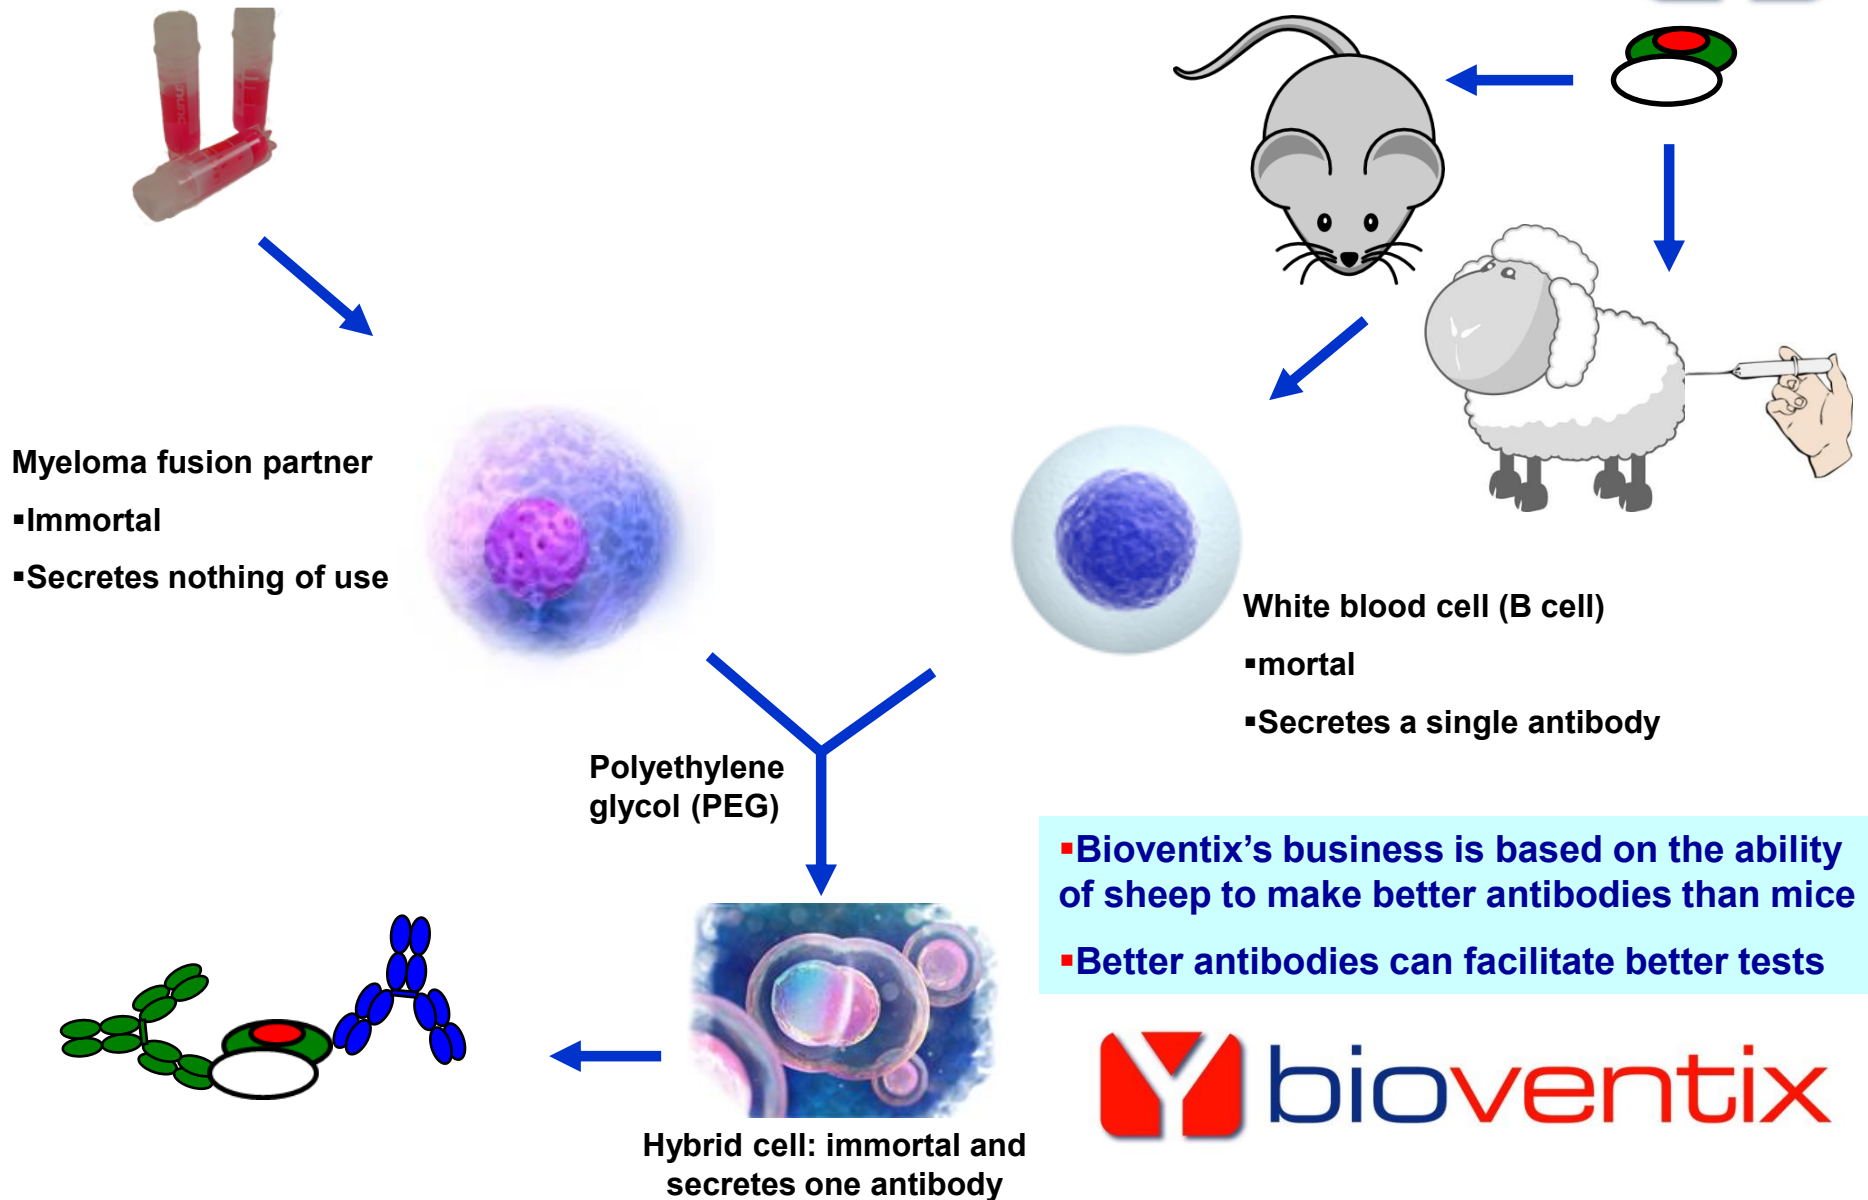 Myeloma fusion partner
▪Immortal
▪Secretes nothing of use
White blood cell (B cell)
▪mortal
▪Secretes a single antibody
Polyethylene
glycol (PEG)
▪Bioventix’s business is based on the ability
of sheep to make better antibodies than mice
▪Better antibodies can facilitate better tests
bioventix
Hybrid cell: immortal and
secretes one antibody